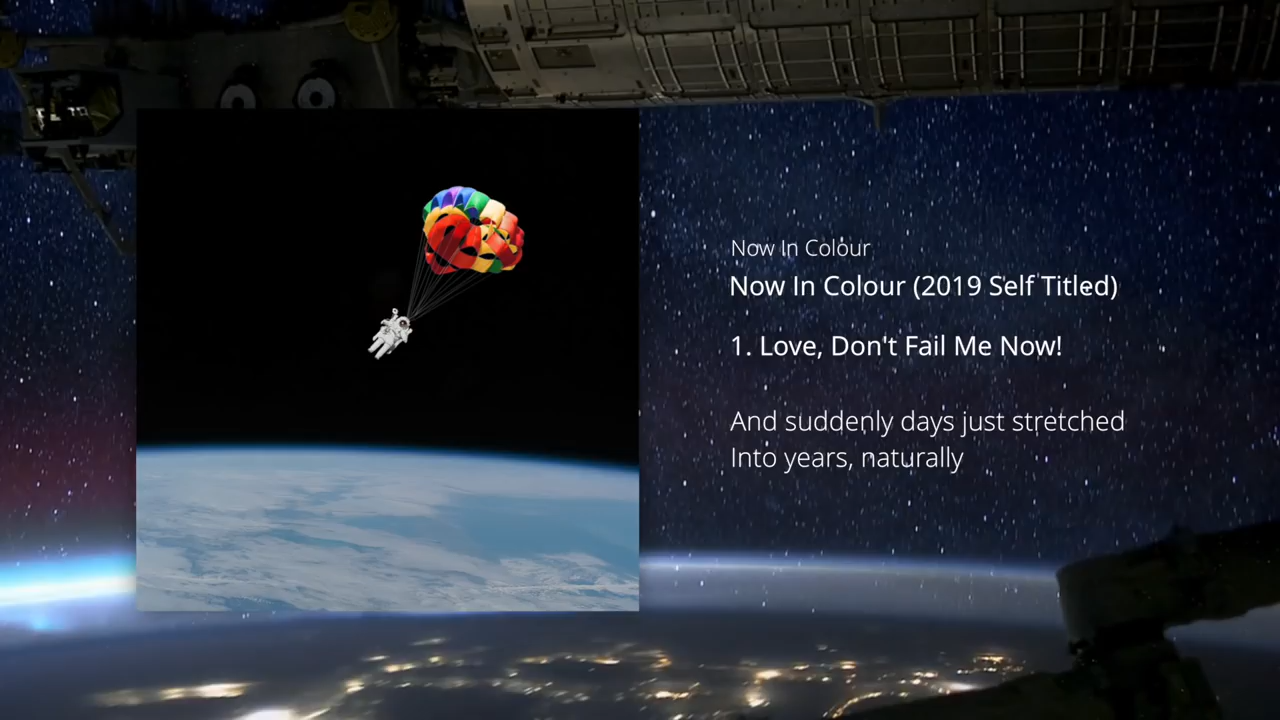 Now In Colour
Now In Colour (2019 Self Titled)
1. Love, Don't Fail Me Now!
And suddenly days just stretched
Into years, naturally